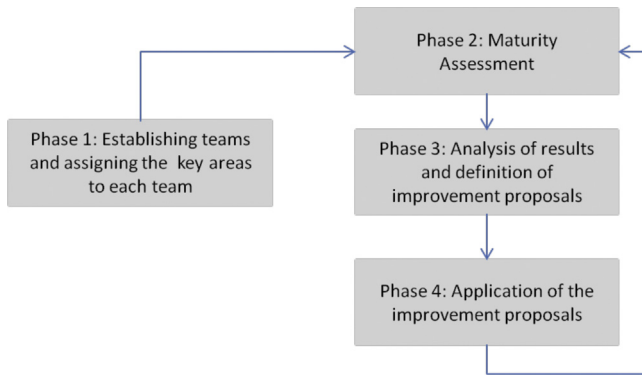 Phase 2: Maturity
Assessment
Phase 1: Establishing teams
and assigning the key areas
to each team
Phase 3: Analysis of results
and definition of
improvement proposals
Phase 4: Application of the
improvement proposals